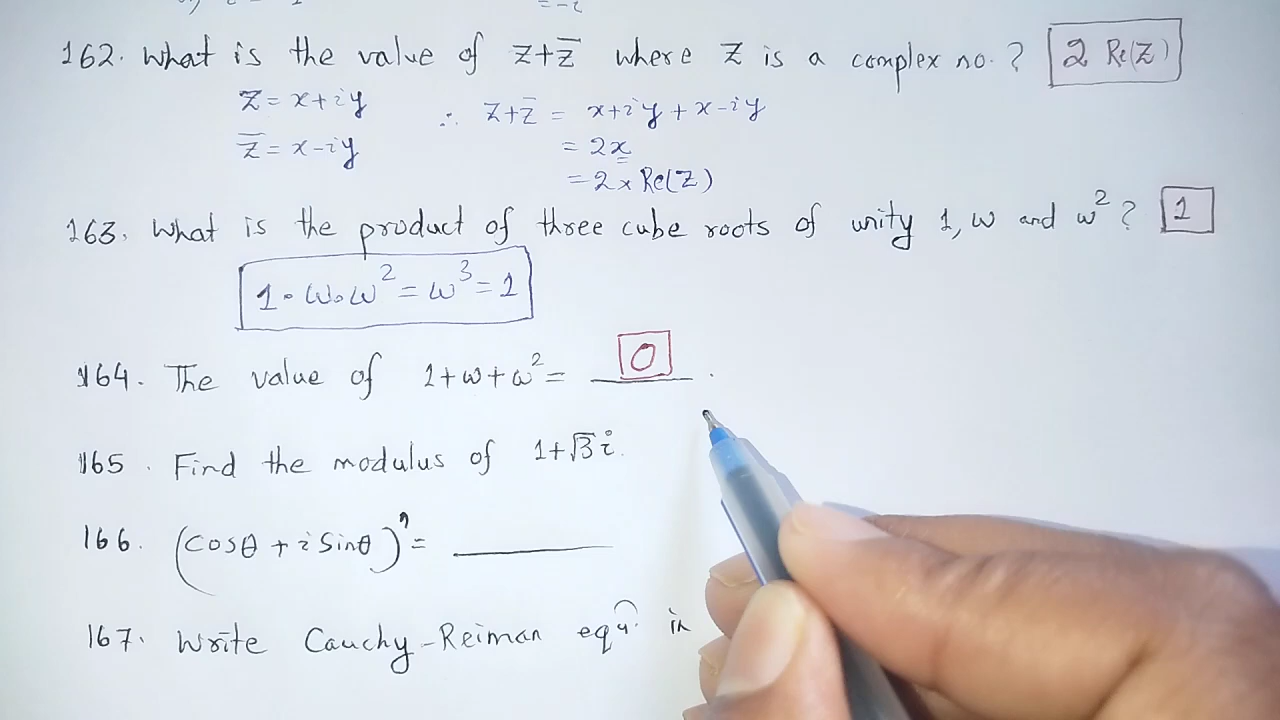 = -i
162. What is the value of z+z̅ where z is a complex no. ? 2 Re(z)
z = x+iy
∴ z+z̅ = x+iy+x-iy
z̅ = x-iy
= 2x
= 2x Re(z)
163. What is the product of three cube roots of unity 1, ω and ω²? 1
1·ω·ω² = ω³ = 1
164. The value of 1+ω+ω² = 0 .
165. Find the modulus of 1+√3i.
166. (cosθ + i sinθ)ⁿ = ______
167. Write Cauchy-Reiman eqⁿ. in